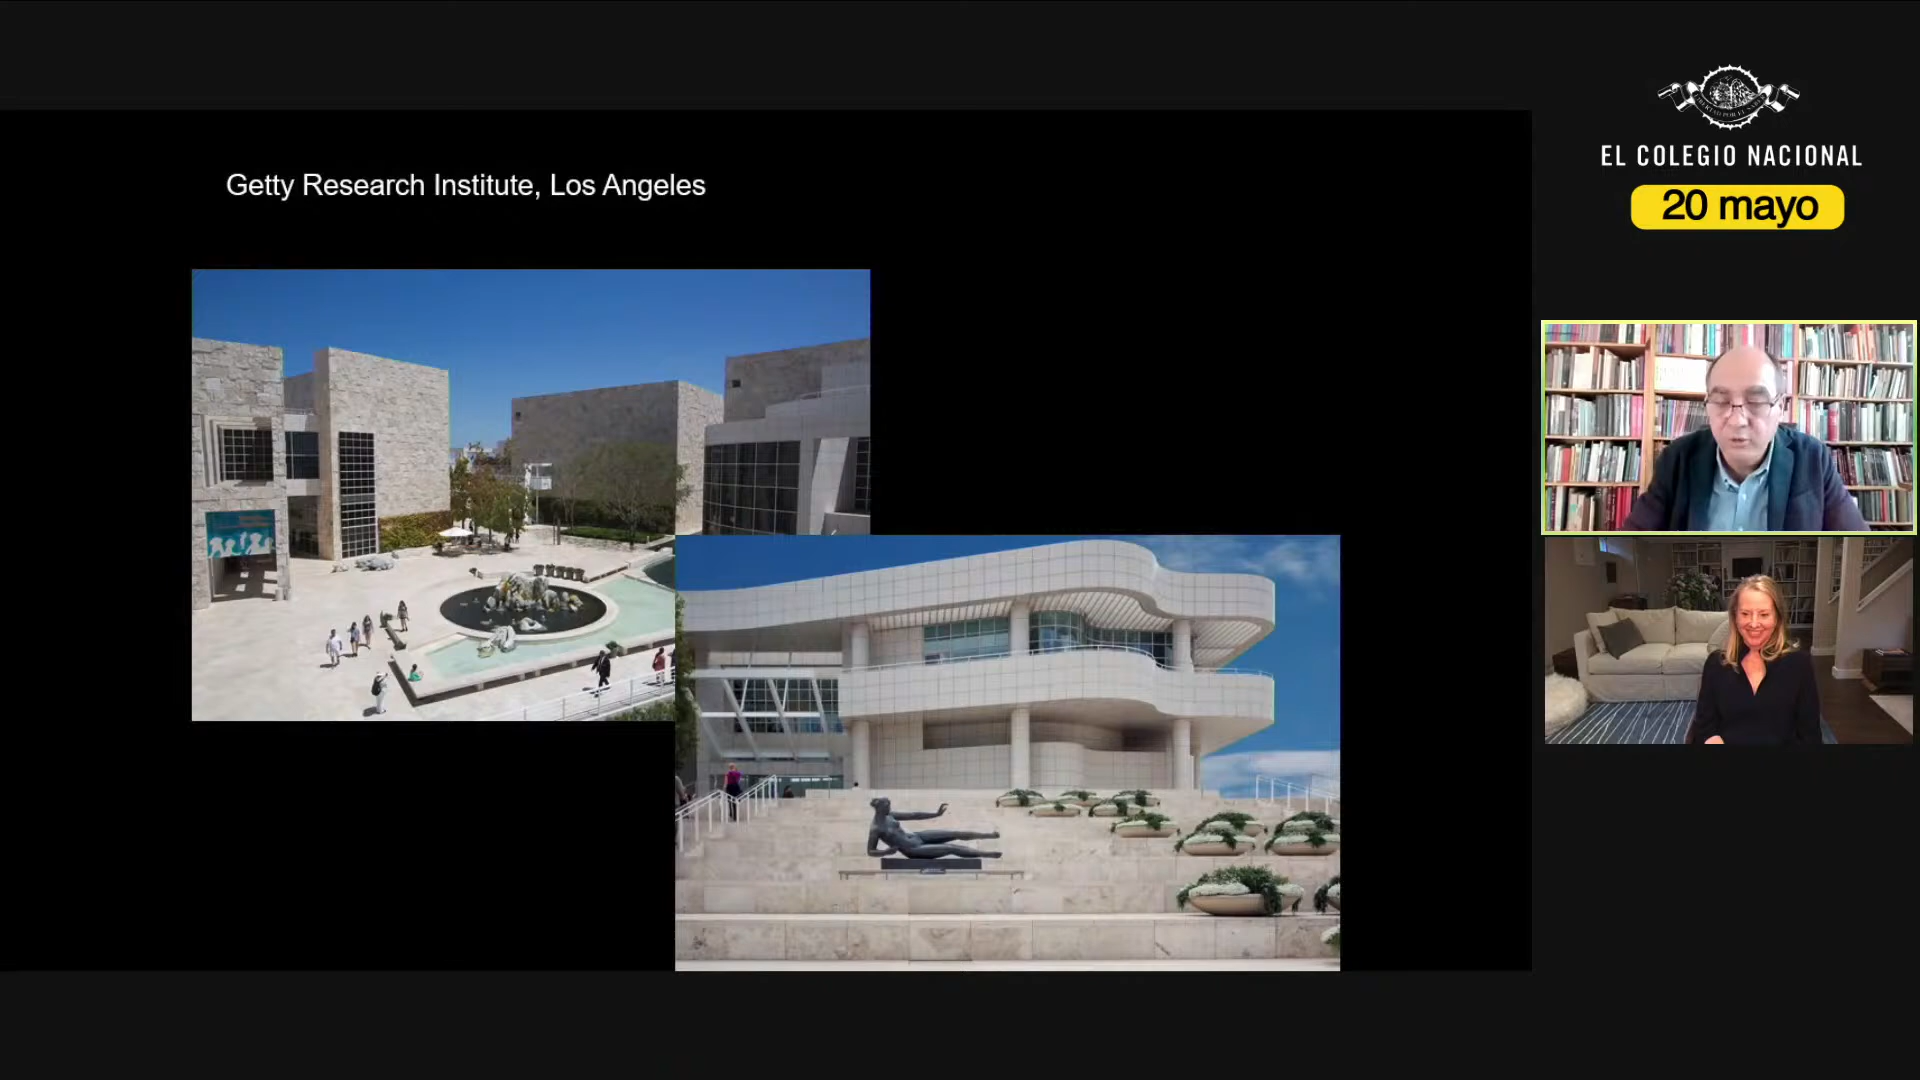 Getty Research Institute, Los Angeles
EL COLEGIO NACIONAL
20 mayo